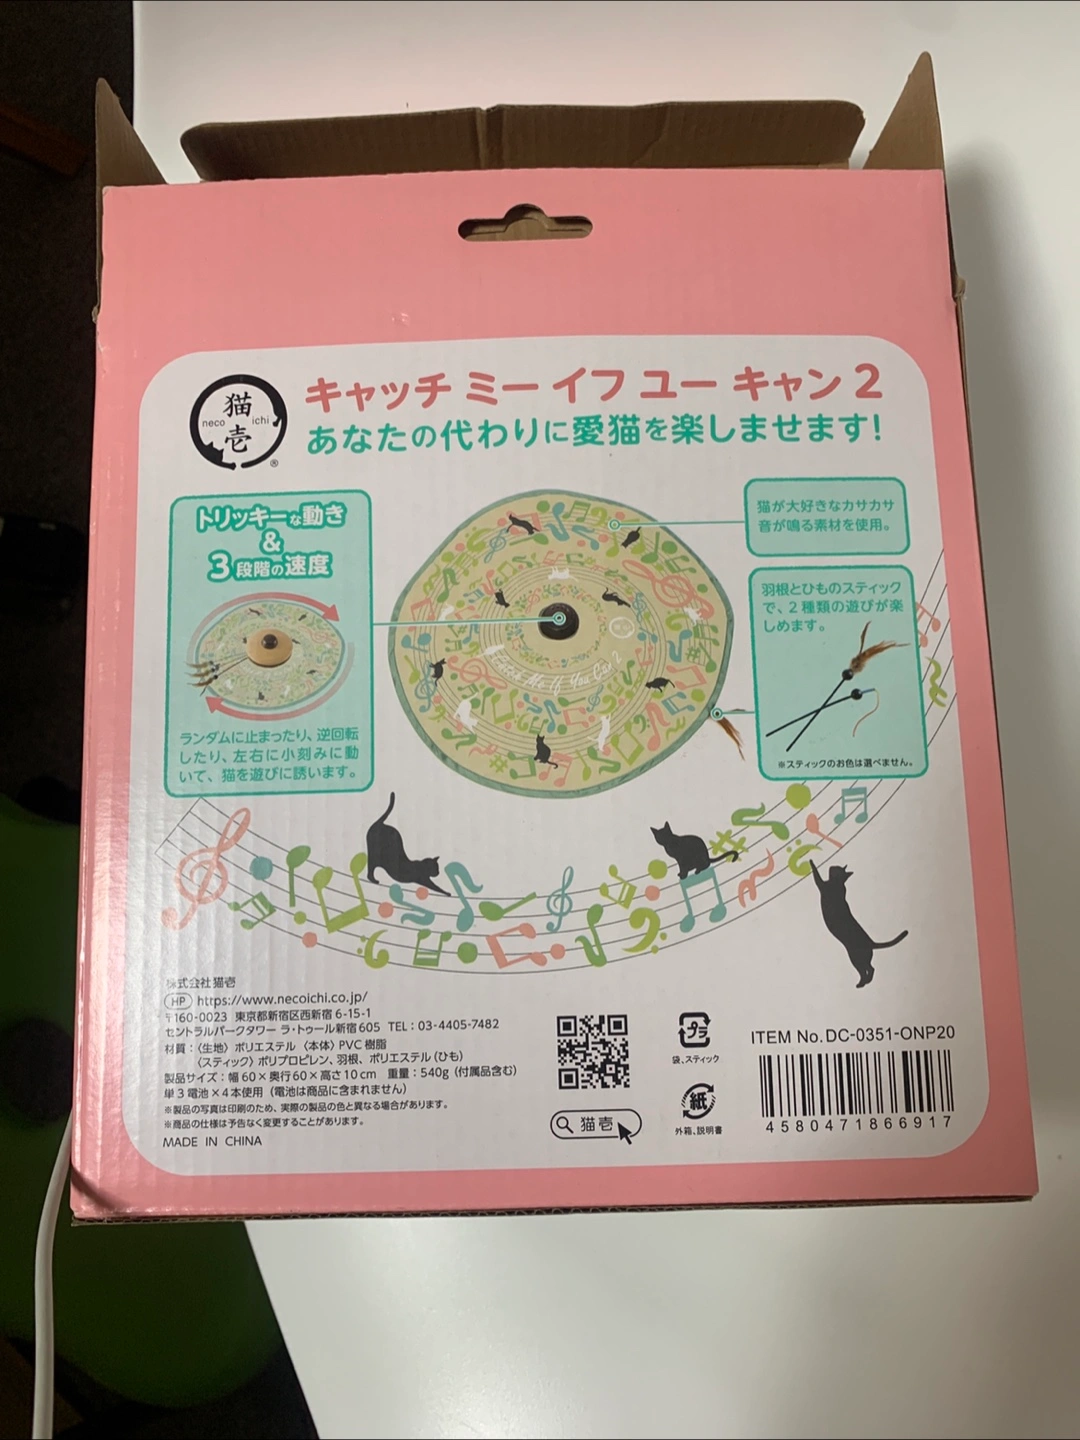 猫
neco ichi
壱
®
キャッチ ミー イフ ユー キャン 2
あなたの代わりに愛猫を楽しませます!
トリッキーな動き
&
3段階の速度
ランダムに止まったり、逆回転
したり、左右に小刻みに動
いて、猫を遊びに誘います。
Catch Me If You Can 2
猫が大好きなカサカサ
音が鳴る素材を使用。
羽根とひものスティック
で、2種類の遊びが楽
しめます。
※スティックのお色は選べません。
株式会社猫壱
HP https://www.necoichi.co.jp/
〒160-0023 東京都新宿区西新宿6-15-1
セントラルパークタワー ラ・トゥール新宿605 TEL:03-4405-7482
材質:〈生地〉ポリエステル〈本体〉PVC樹脂
〈スティック〉ポリプロピレン、羽根、ポリエステル(ひも)
製品サイズ:幅60×奥行60×高さ10cm 重量:540g(付属品含む)
単3電池×4本使用(電池は商品に含まれません)
※製品の写真は印刷のため、実際の製品の色と異なる場合があります。
※商品の仕様は予告なく変更することがあります。
MADE IN CHINA
猫壱
プラ
袋、スティック
紙
外箱、説明書
ITEM No.DC-0351-ONP20
4580471866917